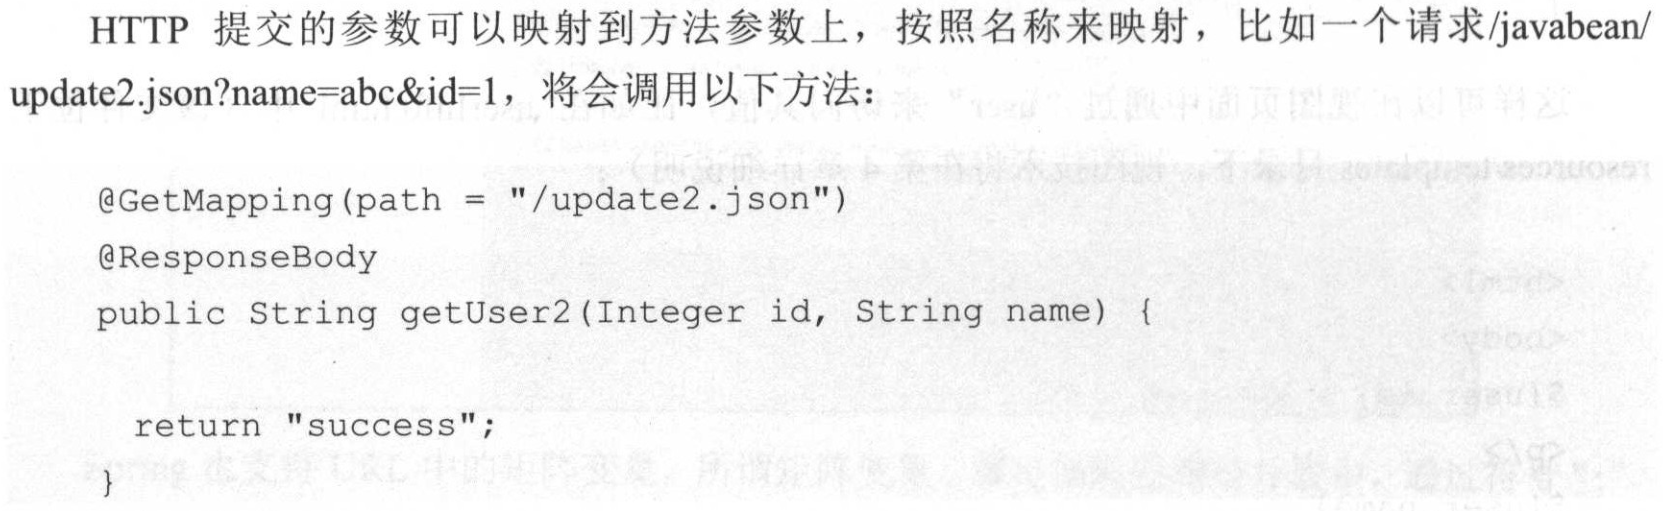 HTTP 提交的参数可以映射到方法参数上，按照名称来映射，比如一个请求/javabean/
update2.json?name=abc&id=1，将会调用以下方法：
@GetMapping(path = "/update2.json")
@ResponseBody
public String getUser2(Integer id, String name) {
return "success";
}